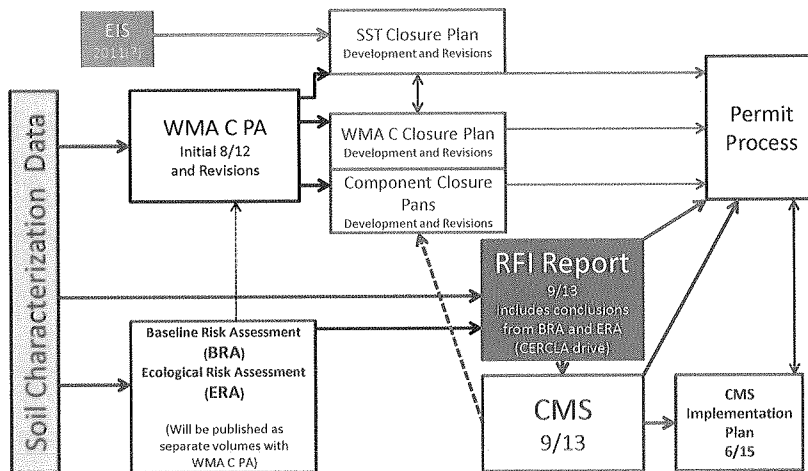 EIS
2011(?)
SST Closure Plan
Development and Revisions
Soil Characterization Data
WMA C PA
Initial 8/12
and Revisions
WMA C Closure Plan
Development and Revisions
Component Closure
Pans
Development and Revisions
Permit
Process
RFI Report
9/13
Includes conclusions
from BRA and ERA
(CERCLA drive)
Baseline Risk Assessment
(BRA)
Ecological Risk Assessment
(ERA)
(Will be published as
separate volumes with
WMA C PA)
CMS
9/13
CMS
Implementation
Plan
6/15